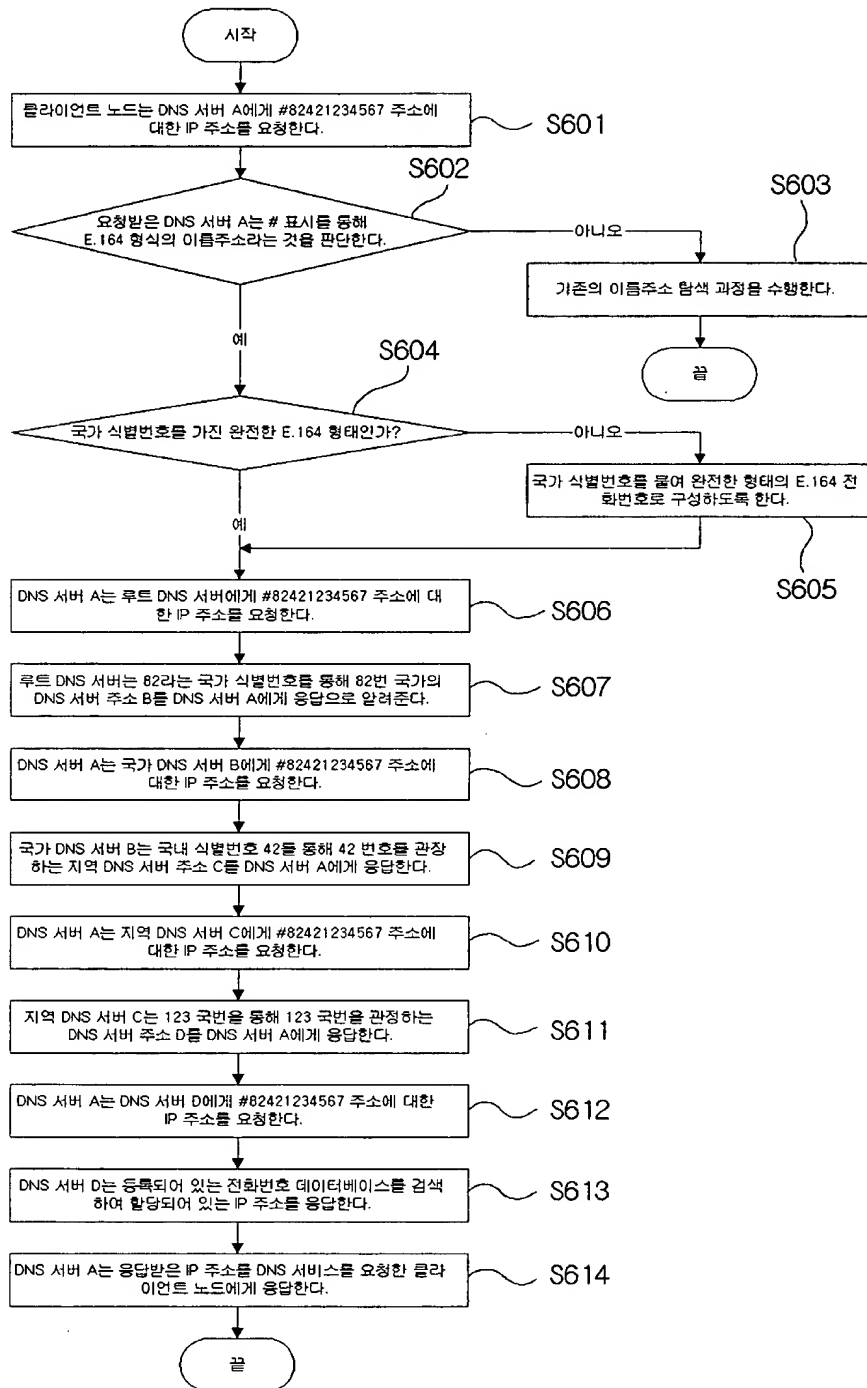 시작
클라이언트 노드는 DNS 서버 A에게 #82421234567 주소에
대한 IP 주소를 요청한다.
S601
S602
요청받은 DNS 서버 A는 # 표시를 통해
E.164 형식의 이름주소라는 것을 판단한다.
아니오
S603
기존의 이름주소 탐색 과정을 수행한다.
끝
예
S604
국가 식별번호를 가진 완전한 E.164 형태인가?
아니오
국가 식별번호를 붙여 완전한 형태의 E.164 전
화번호로 구성하도록 한다.
S605
예
DNS 서버 A는 루트 DNS 서버에게 #82421234567 주소에 대
한 IP 주소를 요청한다.
S606
루트 DNS 서버는 82라는 국가 식별번호를 통해 82번 국가의
DNS 서버 주소 B를 DNS 서버 A에게 응답으로 알려준다.
S607
DNS 서버 A는 국가 DNS 서버 B에게 #82421234567 주소에
대한 IP 주소를 요청한다.
S608
국가 DNS 서버 B는 국내 식별번호 42를 통해 42 번호를 관장
하는 지역 DNS 서버 주소 C를 DNS 서버 A에게 응답한다.
S609
DNS 서버 A는 지역 DNS 서버 C에게 #82421234567 주소에
대한 IP 주소를 요청한다.
S610
지역 DNS 서버 C는 123 국번을 통해 123 국번을 관정하는
DNS 서버 주소 D를 DNS 서버 A에게 응답한다.
S611
DNS 서버 A는 DNS 서버 D에게 #82421234567 주소에 대한
IP 주소를 요청한다.
S612
DNS 서버 D는 등록되어 있는 전화번호 데이터베이스를 검색
하여 할당되어 있는 IP 주소를 응답한다.
S613
DNS 서버 A는 응답받은 IP 주소를 DNS 서비스를 요청한 클라
이언트 노드에게 응답한다.
S614
끝